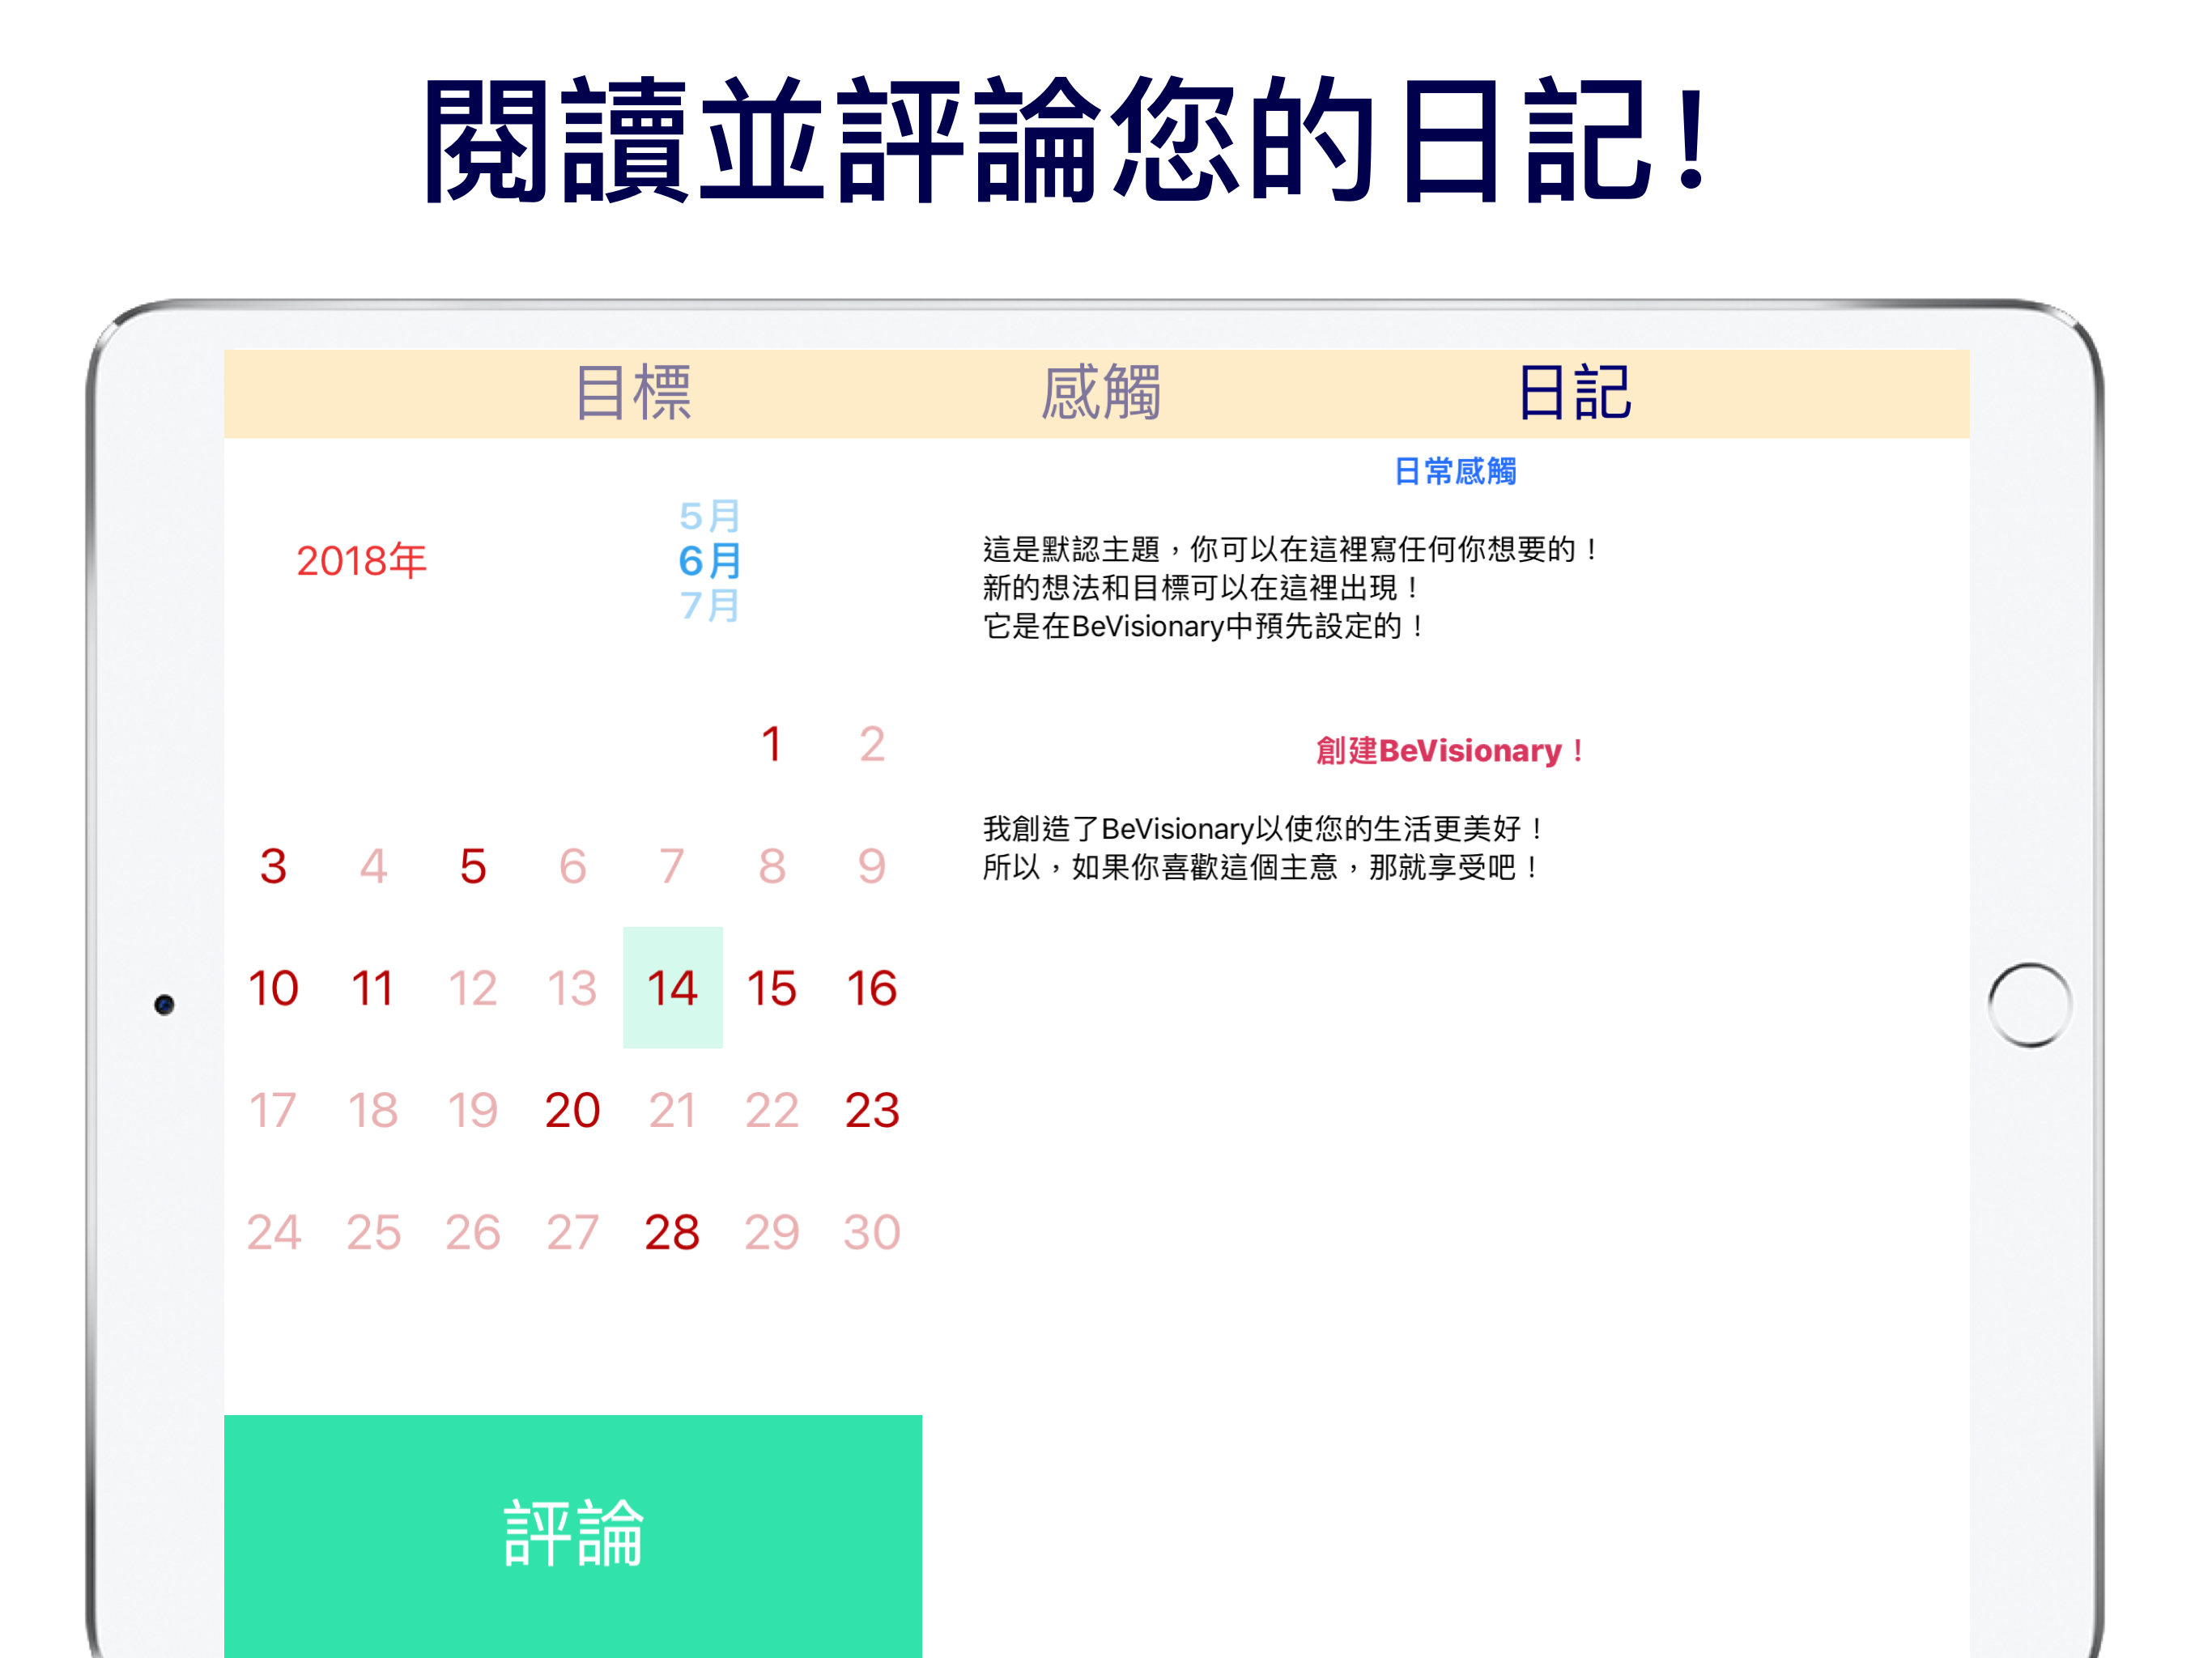 閱讀並評論您的日記!
目標 感觸 日記
2018年
5月
6月
7月
1 2
3 4 5 6 7 8 9
10 11 12 13 14 15 16
17 18 19 20 21 22 23
24 25 26 27 28 29 30
評論
日常感觸
這是默認主題，你可以在這裡寫任何你想要的！
新的想法和目標可以在這裡出現！
它是在BeVisionary中預先設定的！
創建BeVisionary！
我創造了BeVisionary以使您的生活更美好！
所以，如果你喜歡這個主意，那就享受吧！